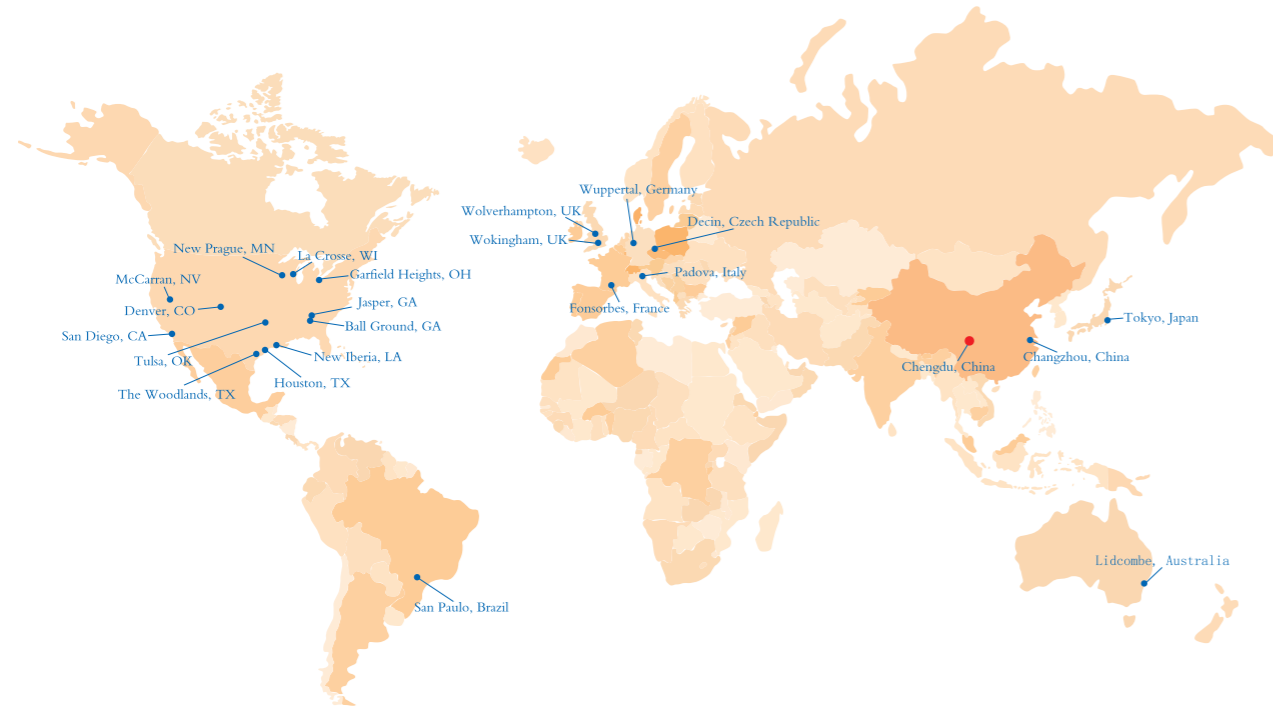 Wuppertal, Germany
Wolverhampton, UK
Decin, Czech Republic
Wokingham, UK
New Prague, MN
La Crosse, WI
Garfield Heights, OH
Padova, Italy
McCarran, NV
Jasper, GA
Denver, CO
Fonsorbes, France
Tokyo, Japan
Ball Ground, GA
San Diego, CA
New Iberia, LA
Changzhou, China
Tulsa, OK
Chengdu, China
Houston, TX
The Woodlands, TX
Lidcombe, Australia
San Paulo, Brazil